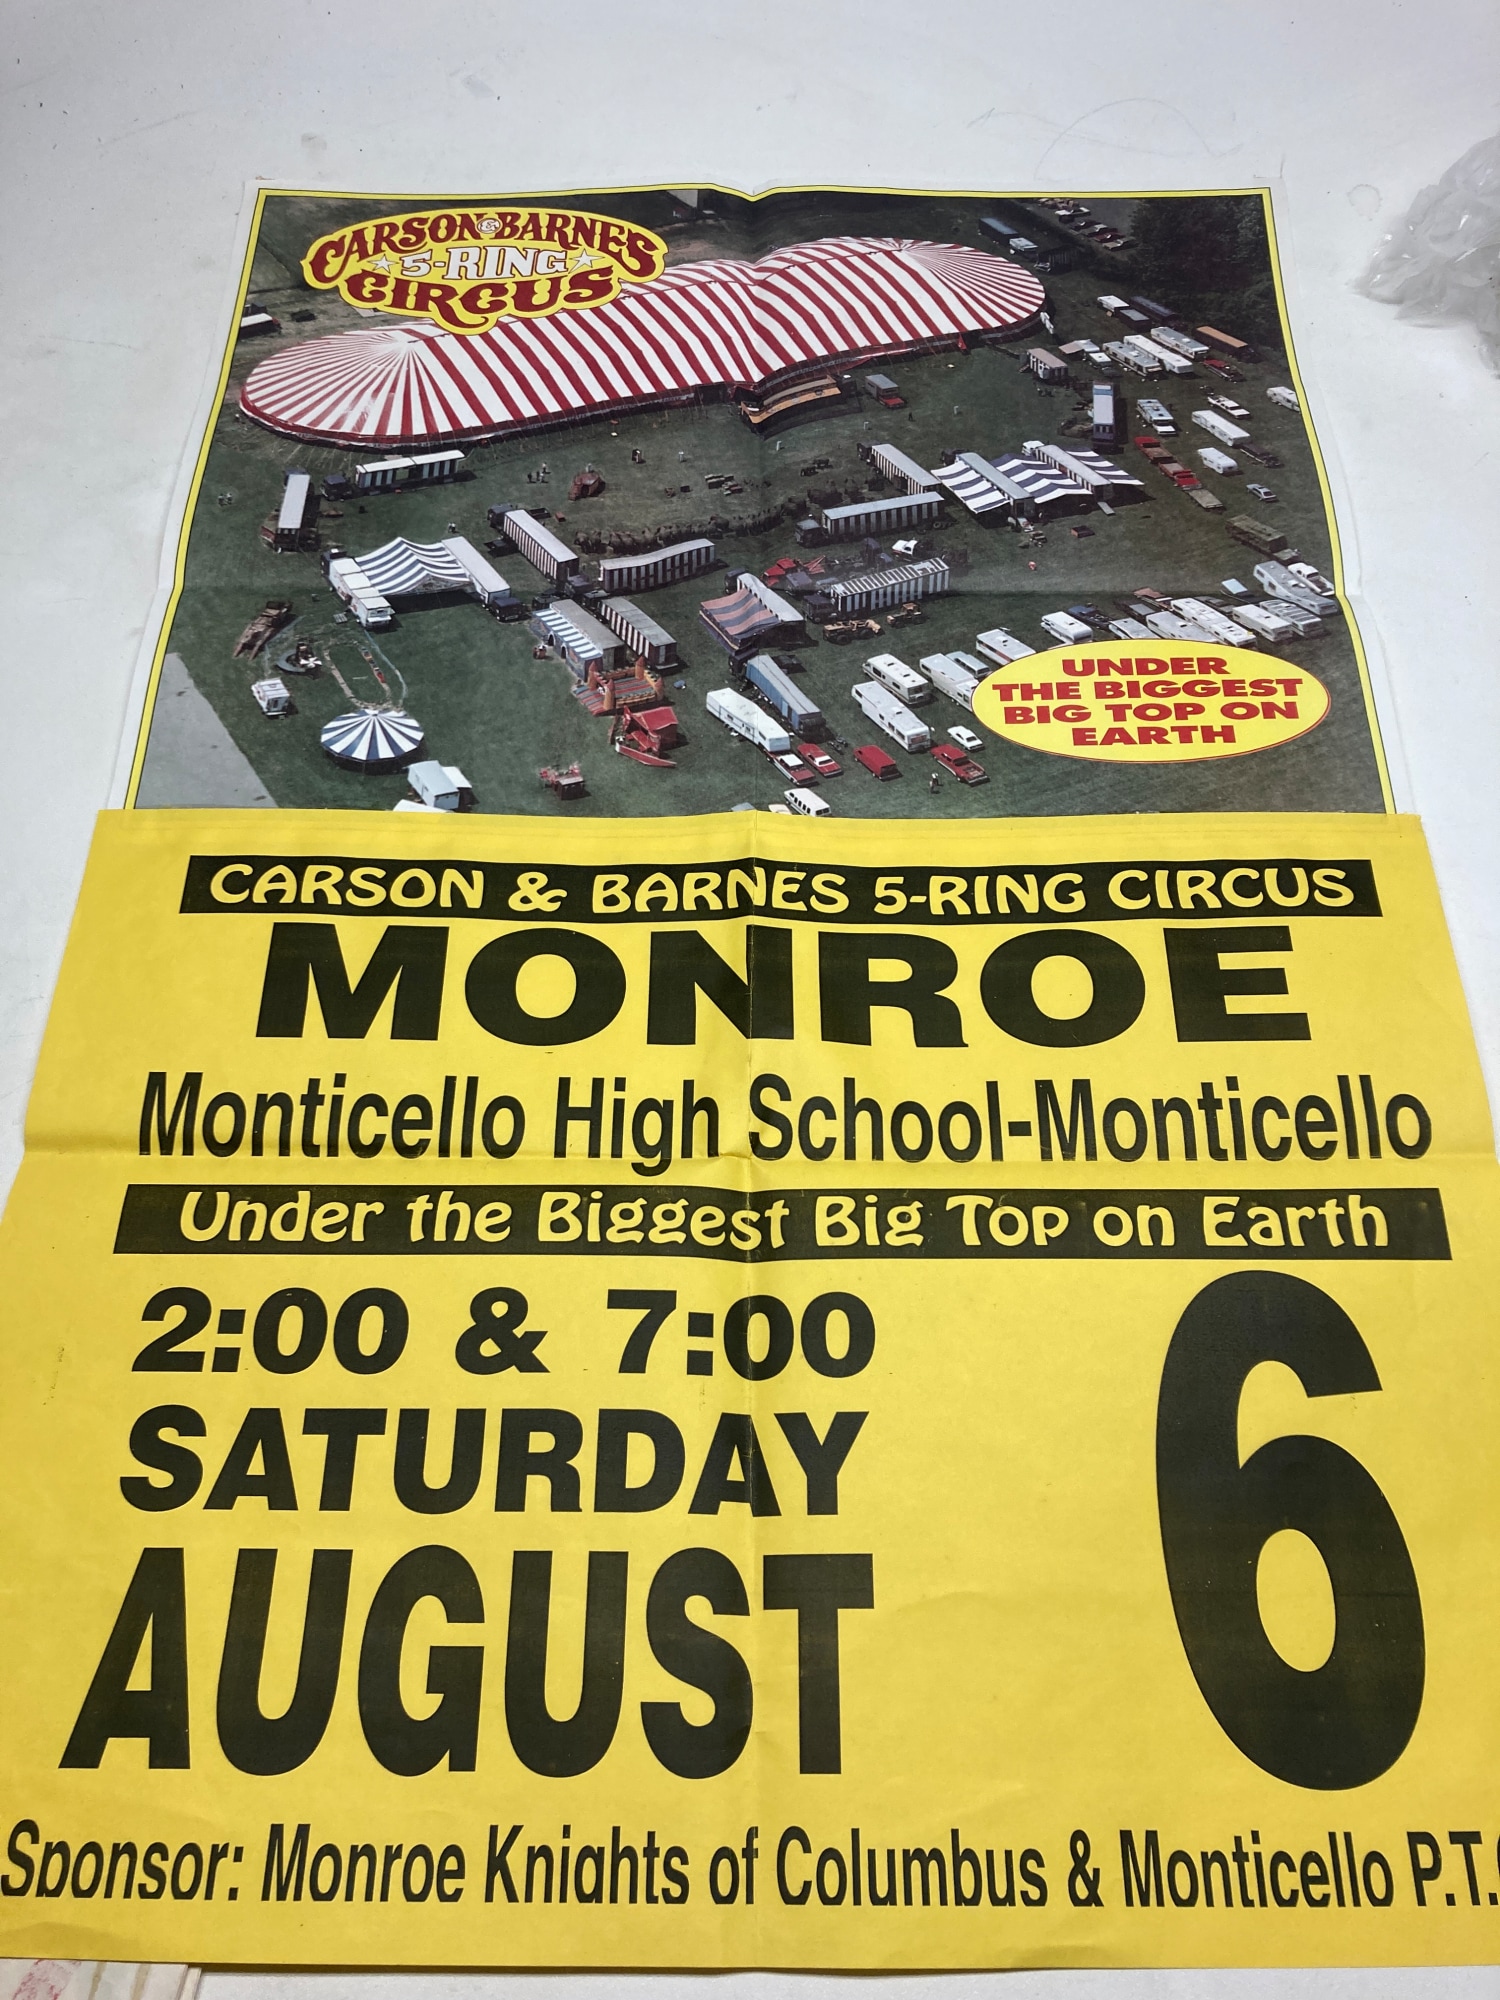 CARSON & BARNES
5-RING
CIRCUS
UNDER
THE BIGGEST
BIG TOP ON
EARTH
CARSON & BARNES 5-RING CIRCUS
MONROE
Monticello High School-Monticello
Under the Biggest Big Top on Earth
2:00 & 7:00
SATURDAY
AUGUST 6
Sponsor: Monroe Knights of Columbus & Monticello P.T.